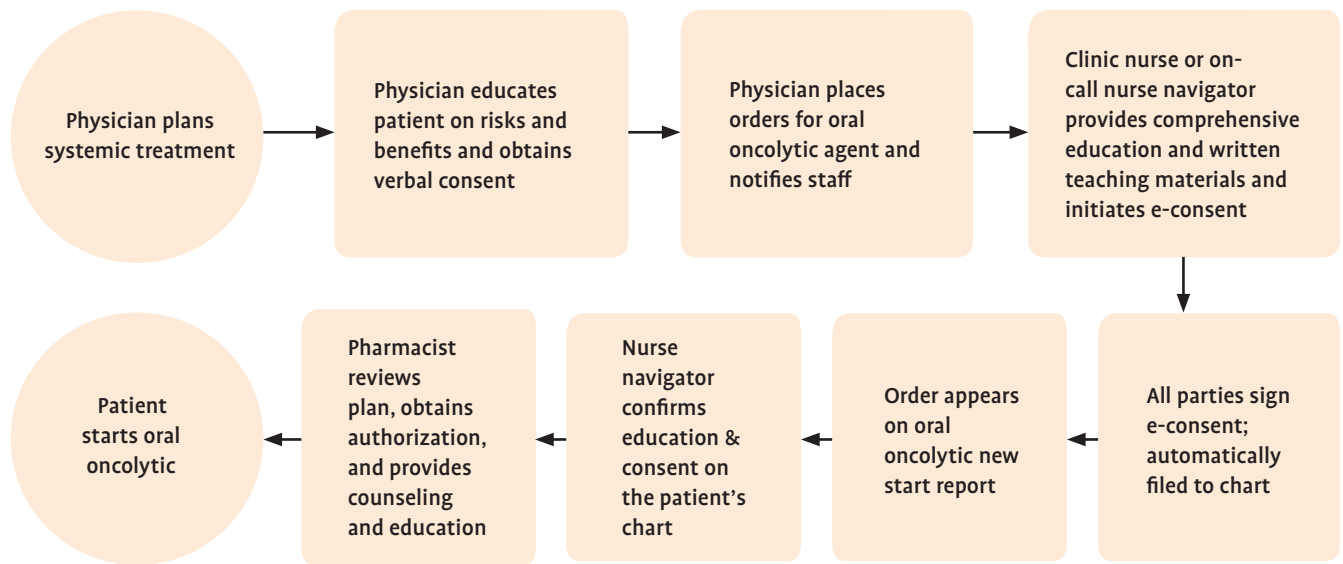 Physician plans
systemic treatment
Physician educates
patient on risks and
benefits and obtains
verbal consent
Physician places
orders for oral
oncolytic agent and
notifies staff
Clinic nurse or on-
call nurse navigator
provides comprehensive
education and written
teaching materials and
initiates e-consent
All parties sign
e-consent;
automatically
filed to chart
Order appears
on oral
oncolytic new
start report
Nurse
navigator
confirms
education &
consent on
the patient’s
chart
Pharmacist
reviews
plan, obtains
authorization,
and provides
counseling
and education
Patient
starts oral
oncolytic